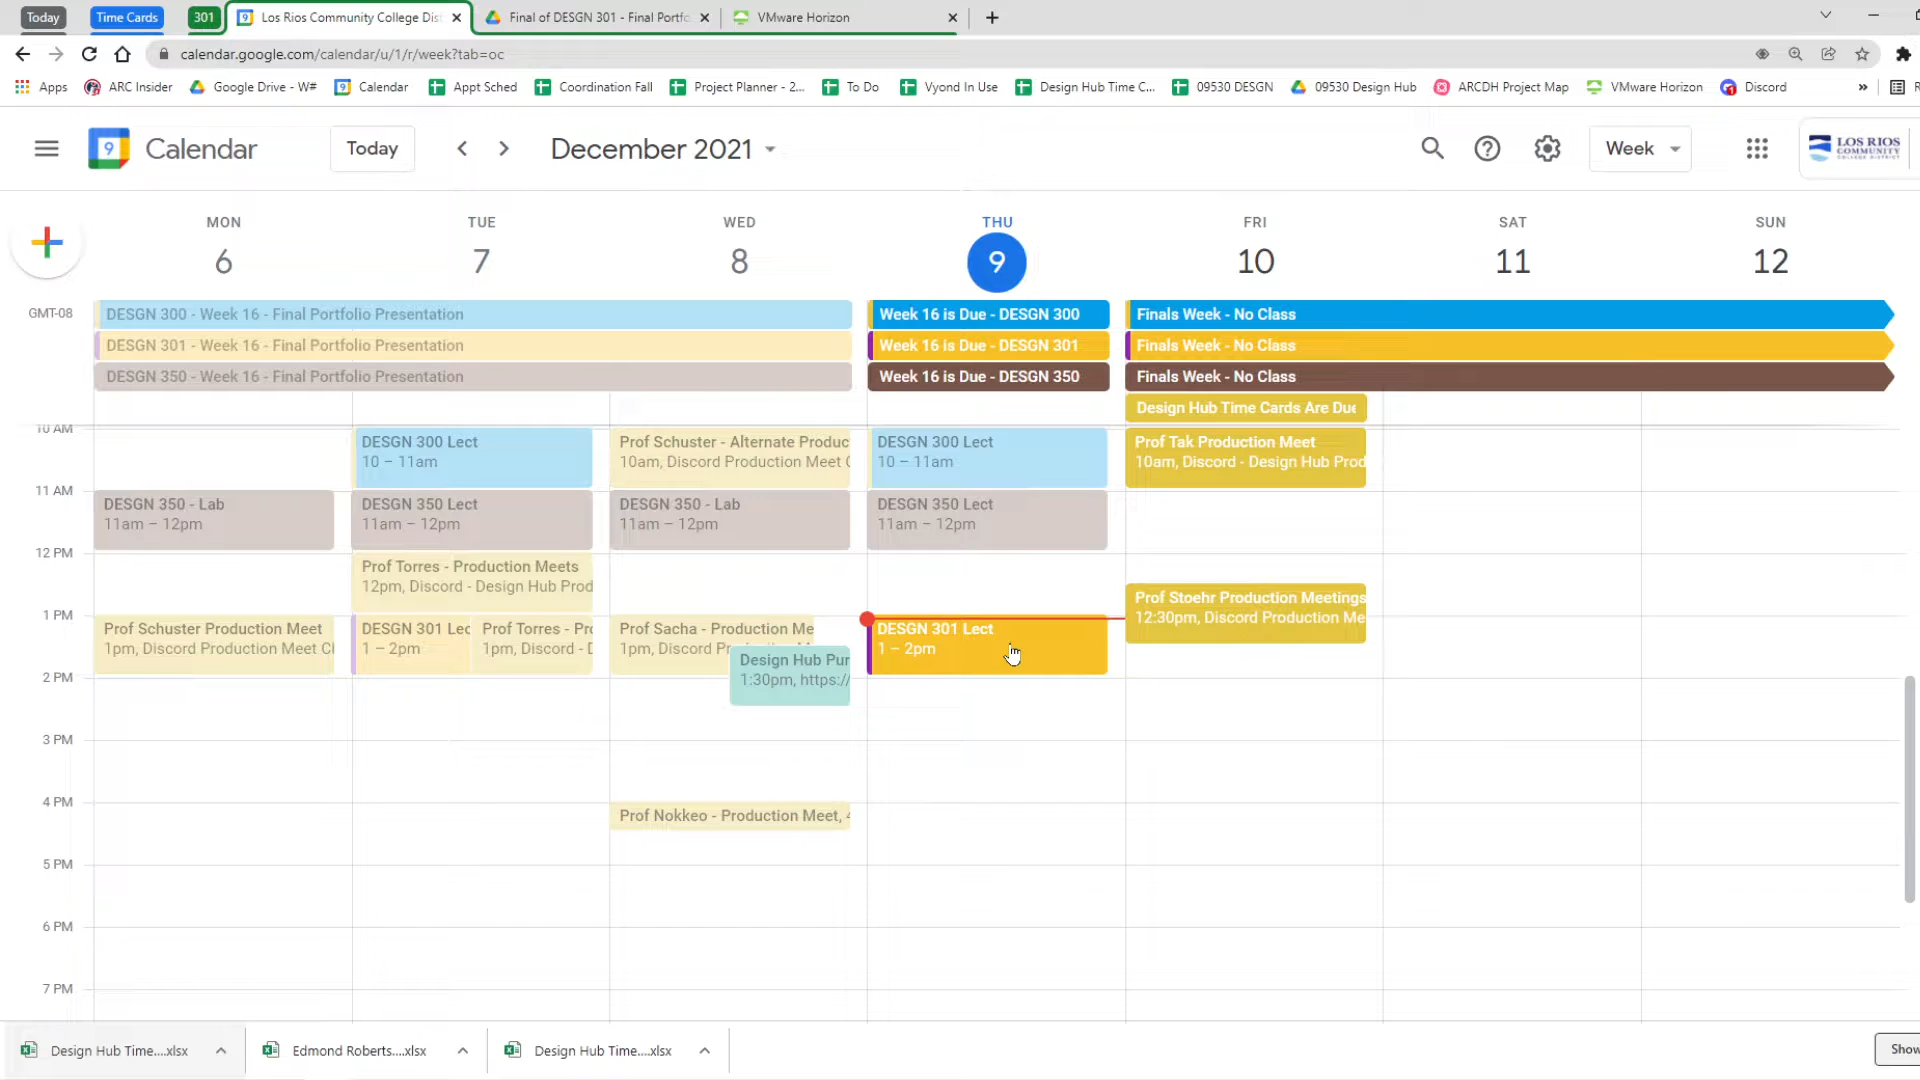 Today
Time Cards
301
Los Rios Community College Dis
Final of DESGN 301 - Final Portfo
VMware Horizon
calendar.google.com/calendar/u/1/r/week?tab=oc
Apps
ARC Insider
Google Drive - W#
Calendar
Appt Sched
Coordination Fall
Project Planner - 2...
To Do
Vyond In Use
Design Hub Time C...
09530 DESGN
09530 Design Hub
ARCDH Project Map
VMware Horizon
Discord
»
9
Calendar
Today
December 2021
Week
LOS RIOS
COMMUNITY
COLLEGE DISTRICT
MON
TUE
WED
THU
FRI
SAT
SUN
6
7
8
9
10
11
12
GMT-08
DESGN 300 - Week 16 - Final Portfolio Presentation
Week 16 is Due - DESGN 300
Finals Week - No Class
DESGN 301 - Week 16 - Final Portfolio Presentation
Week 16 is Due - DESGN 301
Finals Week - No Class
DESGN 350 - Week 16 - Final Portfolio Presentation
Week 16 is Due - DESGN 350
Finals Week - No Class
Design Hub Time Cards Are Due
10 AM
DESGN 300 Lect
10 – 11am
Prof Schuster - Alternate Produc
10am, Discord Production Meet C
DESGN 300 Lect
10 – 11am
Prof Tak Production Meet
10am, Discord - Design Hub Prod
11 AM
DESGN 350 - Lab
11am – 12pm
DESGN 350 Lect
11am – 12pm
DESGN 350 - Lab
11am – 12pm
DESGN 350 Lect
11am – 12pm
12 PM
Prof Torres - Production Meets
12pm, Discord - Design Hub Prod
Prof Stoehr Production Meetings
12:30pm, Discord Production Me
1 PM
Prof Schuster Production Meet
1pm, Discord Production Meet Cl
DESGN 301 Lec
1 – 2pm
Prof Torres - Pr
1pm, Discord - D
Prof Sacha - Production Me
1pm, Discord Pr
Design Hub Pur
1:30pm, https://
DESGN 301 Lect
1 – 2pm
2 PM
3 PM
4 PM
Prof Nokkeo - Production Meet, 4
5 PM
6 PM
7 PM
Design Hub Time....xlsx
Edmond Roberts....xlsx
Design Hub Time....xlsx
Show